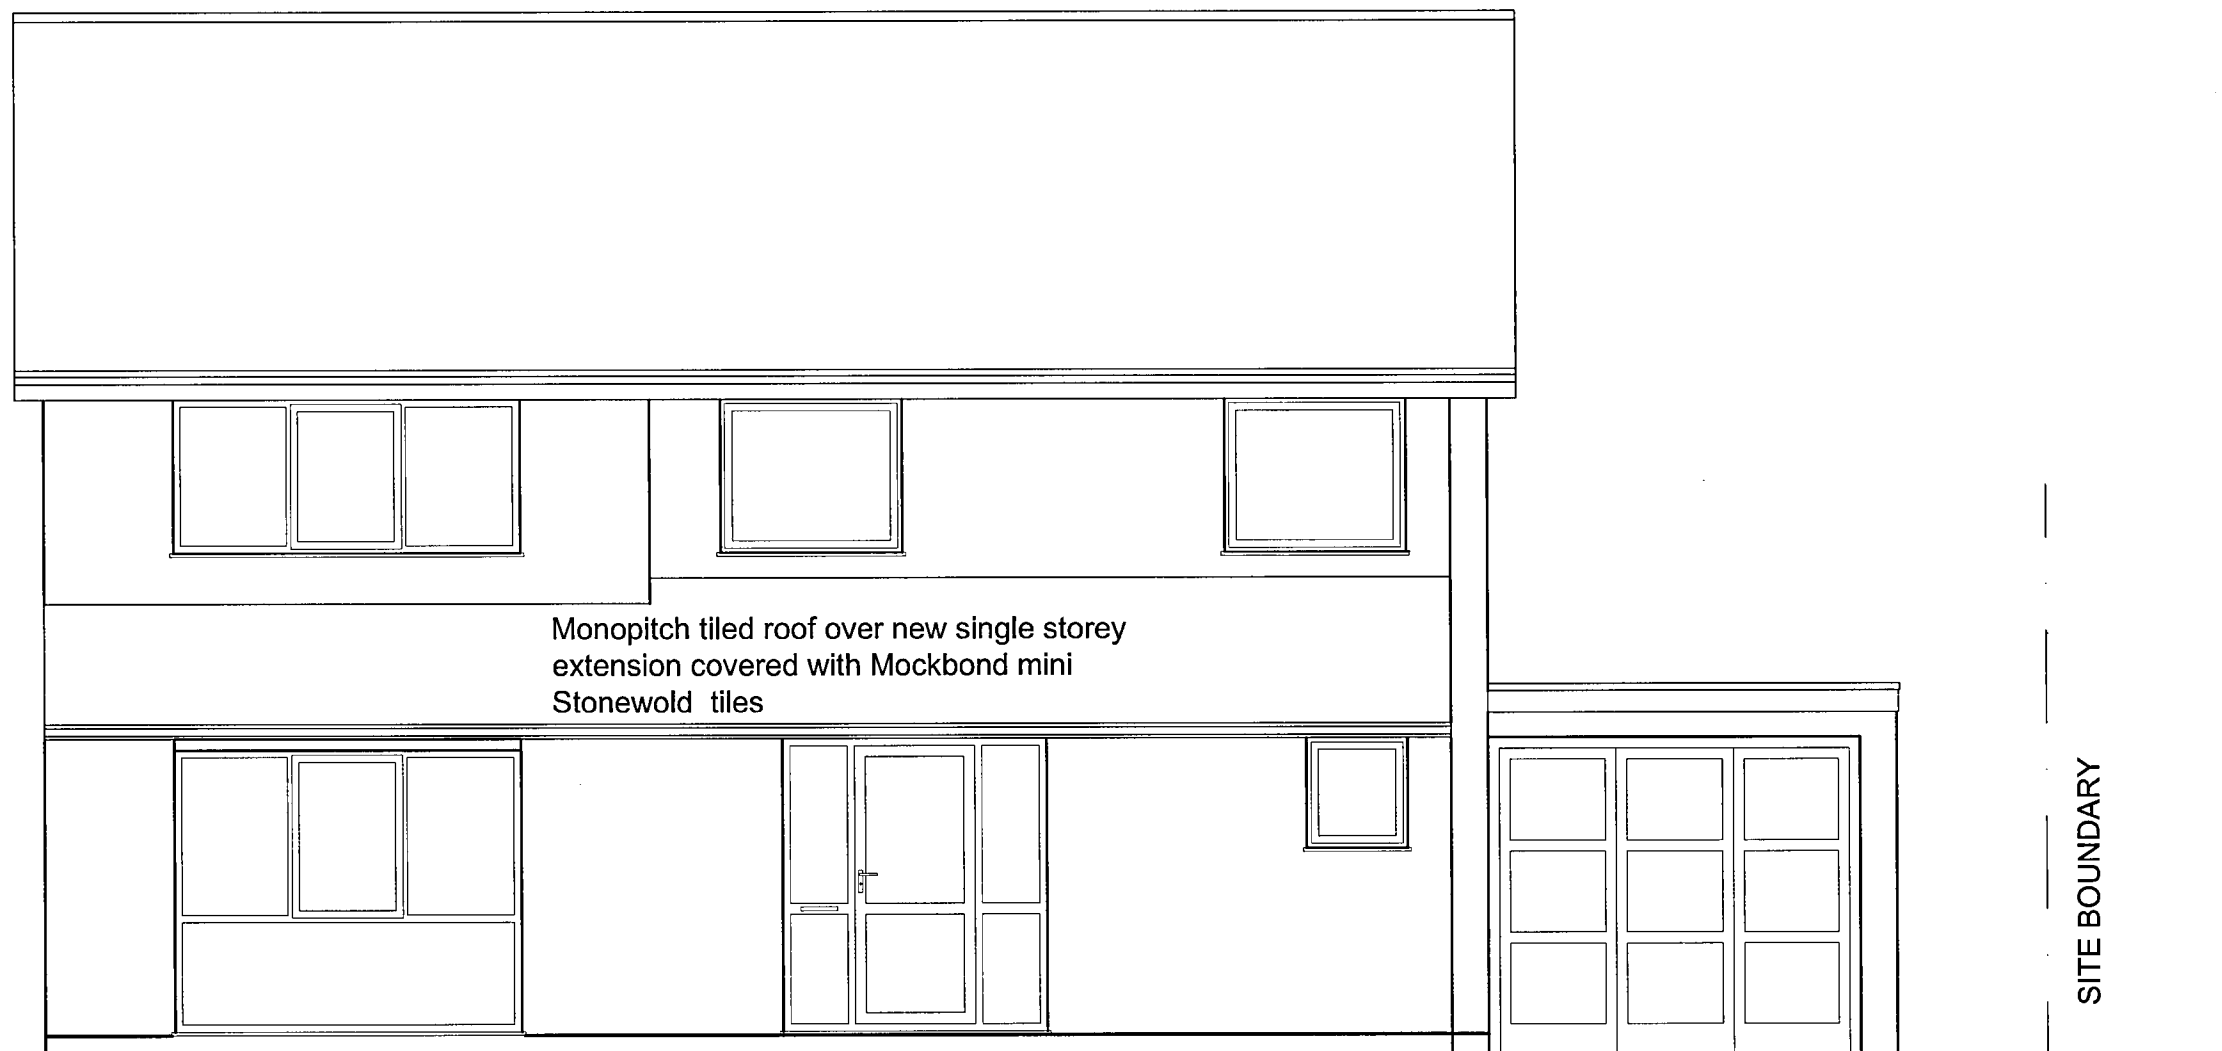 Monopitch tiled roof over new single storey
extension covered with Mockbond mini
Stonewold tiles
SITE BOUNDARY